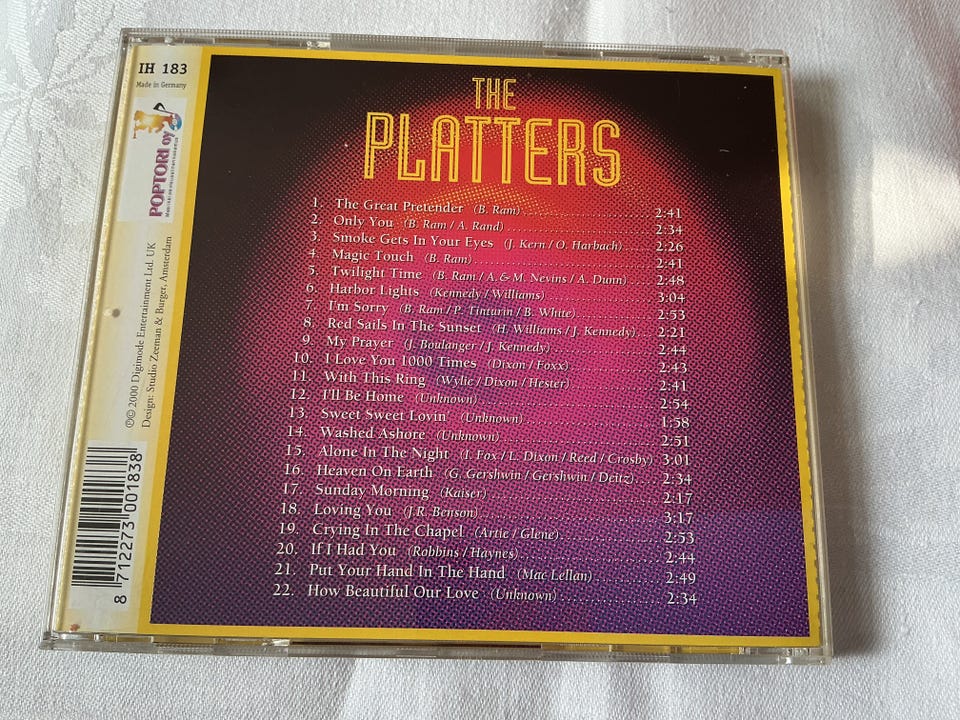 IH 183
Made in Germany
POPTORI OY
℗© 2000 Digimode Entertainment Ltd. UK
Design: Studio Zeeman & Burger, Amsterdam
8 712273 001838
THE
PLATTERS
1. The Great Pretender (B. Ram) 2:41
2. Only You (B. Ram / A. Rand) 2:34
3. Smoke Gets In Your Eyes (J. Kern / O. Harbach) 2:26
4. Magic Touch (B. Ram) 2:41
5. Twilight Time (B. Ram / A. & M. Nevins / A. Dunn) 2:48
6. Harbor Lights (Kennedy / Williams) 3:04
7. I'm Sorry (B. Ram / P. Tinturin / B. White) 2:53
8. Red Sails In The Sunset (H. Williams / J. Kennedy) 2:21
9. My Prayer (J. Boulanger / J. Kennedy) 2:44
10. I Love You 1000 Times (Dixon / Foxx) 2:43
11. With This Ring (Wylie / Dixon / Hester) 2:41
12. I'll Be Home (Unknown) 2:54
13. Sweet Sweet Lovin' (Unknown) 1:58
14. Washed Ashore (Unknown) 2:51
15. Alone In The Night (I. Fox / L. Dixon / Reed / Crosby) 3:01
16. Heaven On Earth (G. Gershwin / Gershwin / Deitz) 2:34
17. Sunday Morning (Kaiser) 2:17
18. Loving You (J.R. Benson) 3:17
19. Crying In The Chapel (Artie / Glene) 2:53
20. If I Had You (Robbins / Haynes) 2:44
21. Put Your Hand In The Hand (Mac Lellan) 2:49
22. How Beautiful Our Love (Unknown) 2:34